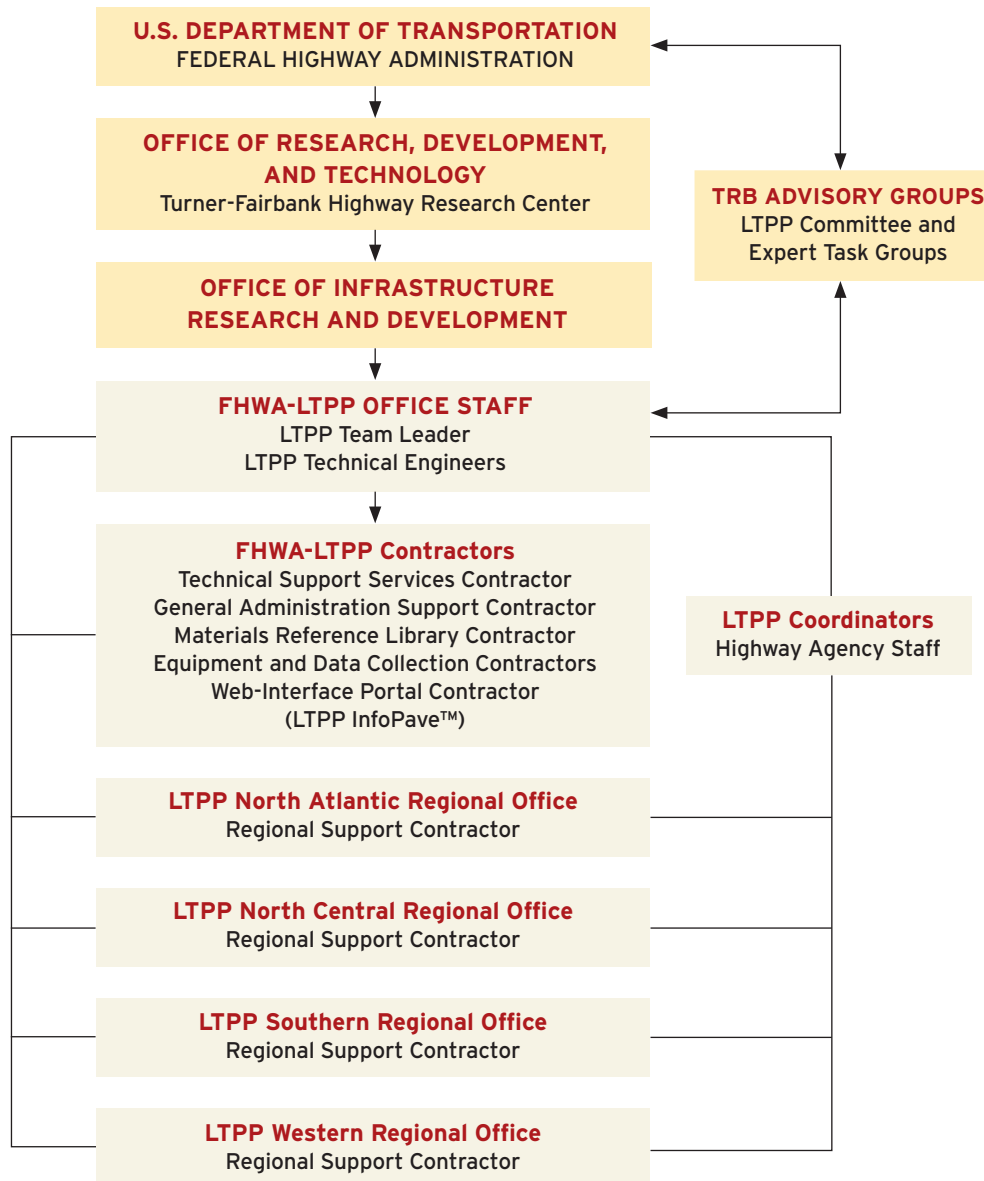 U.S. DEPARTMENT OF TRANSPORTATION
FEDERAL HIGHWAY ADMINISTRATION
OFFICE OF RESEARCH, DEVELOPMENT,
AND TECHNOLOGY
Turner-Fairbank Highway Research Center
TRB ADVISORY GROUPS
LTPP Committee and
Expert Task Groups
OFFICE OF INFRASTRUCTURE
RESEARCH AND DEVELOPMENT
FHWA-LTPP OFFICE STAFF
LTPP Team Leader
LTPP Technical Engineers
FHWA-LTPP Contractors
Technical Support Services Contractor
General Administration Support Contractor
Materials Reference Library Contractor
Equipment and Data Collection Contractors
Web-Interface Portal Contractor
(LTPP InfoPave™)
LTPP Coordinators
Highway Agency Staff
LTPP North Atlantic Regional Office
Regional Support Contractor
LTPP North Central Regional Office
Regional Support Contractor
LTPP Southern Regional Office
Regional Support Contractor
LTPP Western Regional Office
Regional Support Contractor